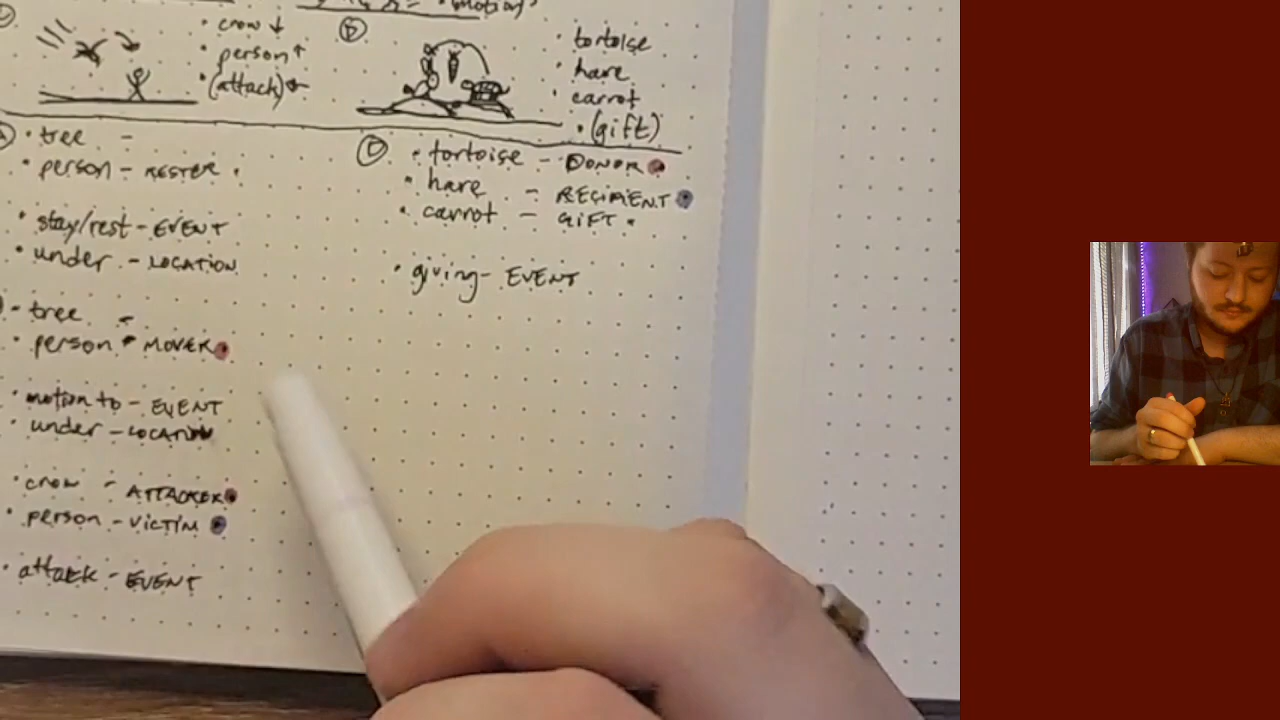 crow ↓
person ↑
(attack)
B
tortoise
hare
carrot
(gift)
tree -
person - RESTER
stay/rest - EVENT
under - LOCATION
tree -
person - MOVER
motion to - EVENT
under - LOCATION
crow - ATTACKER
person - VICTIM
attack - EVENT
tortoise - DONOR
hare - RECIPIENT
carrot - GIFT
giving - EVENT